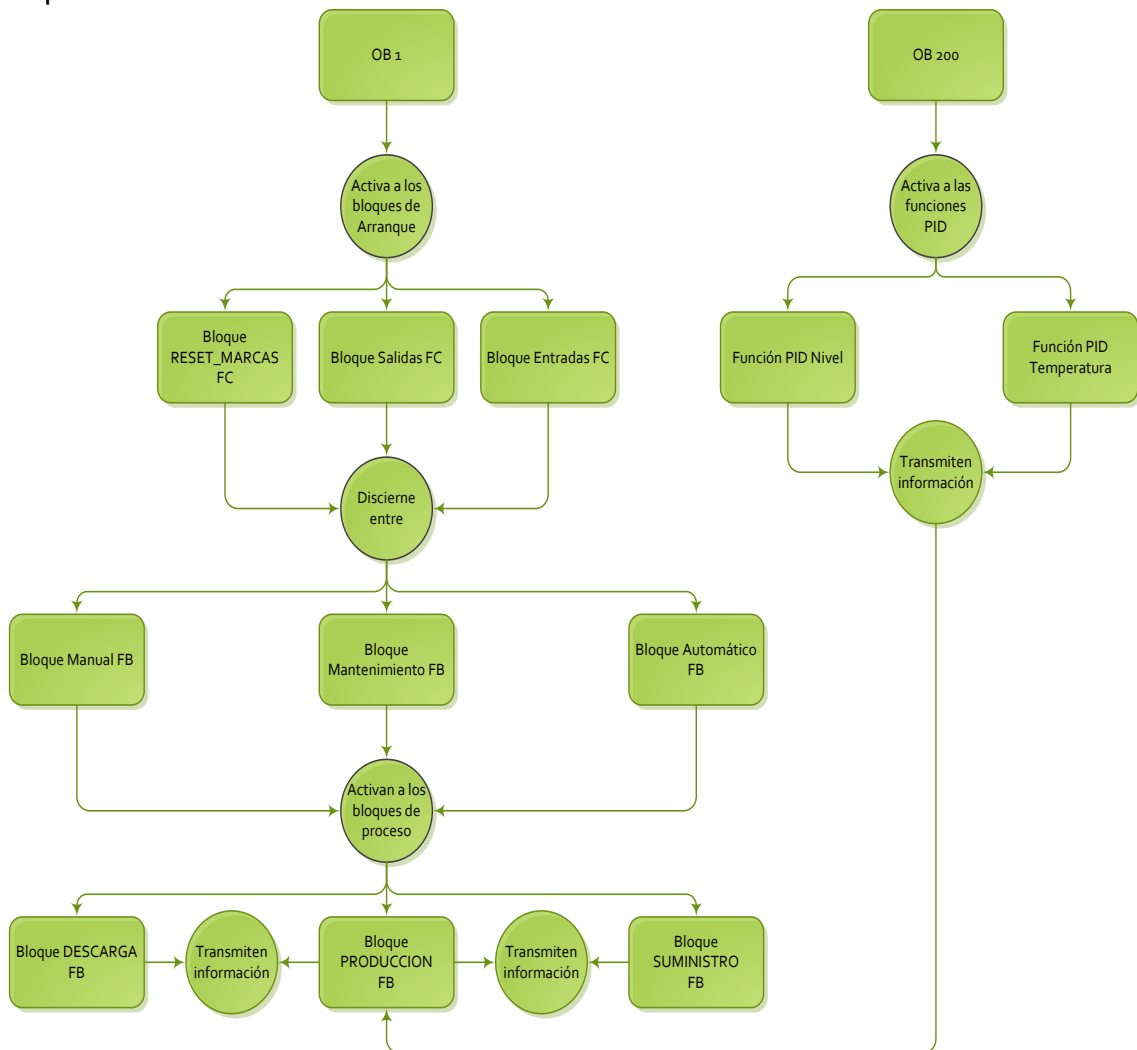 OB 1
OB 200
Activa a los
bloques de
Arranque
Activa a las
funciones
PID
Bloque
RESET_MARCAS
FC
Bloque Salidas FC
Bloque Entradas FC
Función PID Nivel
Función PID
Temperatura
Discierne
entre
Transmiten
información
Bloque Manual FB
Bloque
Mantenimiento FB
Bloque Automático
FB
Activan a los
bloques de
proceso
Bloque DESCARGA
FB
Transmiten
información
Bloque
PRODUCCION
FB
Transmiten
información
Bloque
SUMINISTRO
FB